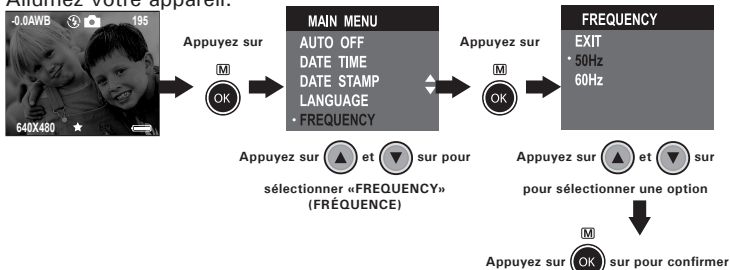 Allumez votre appareil.
-0.0AWB 195
640X480
Appuyez sur
M
OK
MAIN MENU
AUTO OFF
DATE TIME
DATE STAMP
LANGUAGE
• FREQUENCY
Appuyez sur et sur pour
sélectionner «FREQUENCY»
(FRÉQUENCE)
Appuyez sur
M
OK
FREQUENCY
EXIT
• 50Hz
60Hz
Appuyez sur et sur
pour sélectionner une option
M
Appuyez sur OK sur pour confirmer